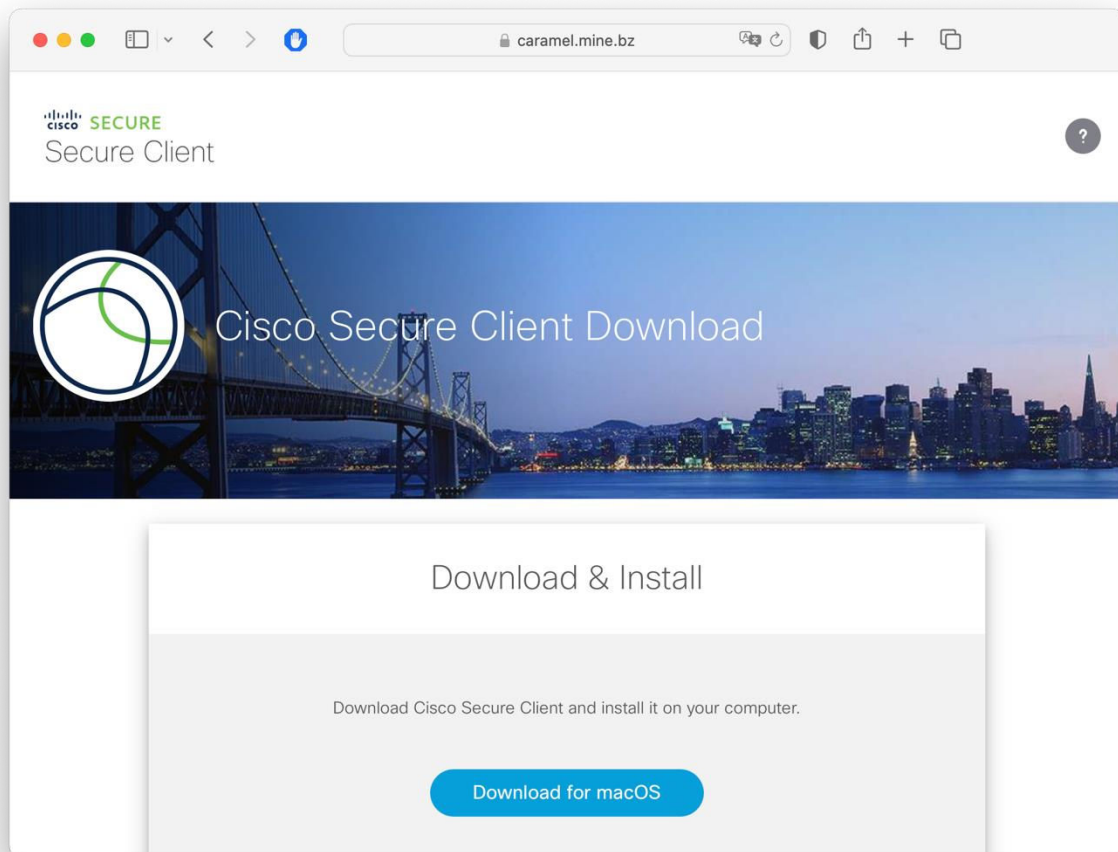 caramel.mine.bz
cisco SECURE
Secure Client
?
Cisco Secure Client Download
Download & Install
Download Cisco Secure Client and install it on your computer.
Download for macOS